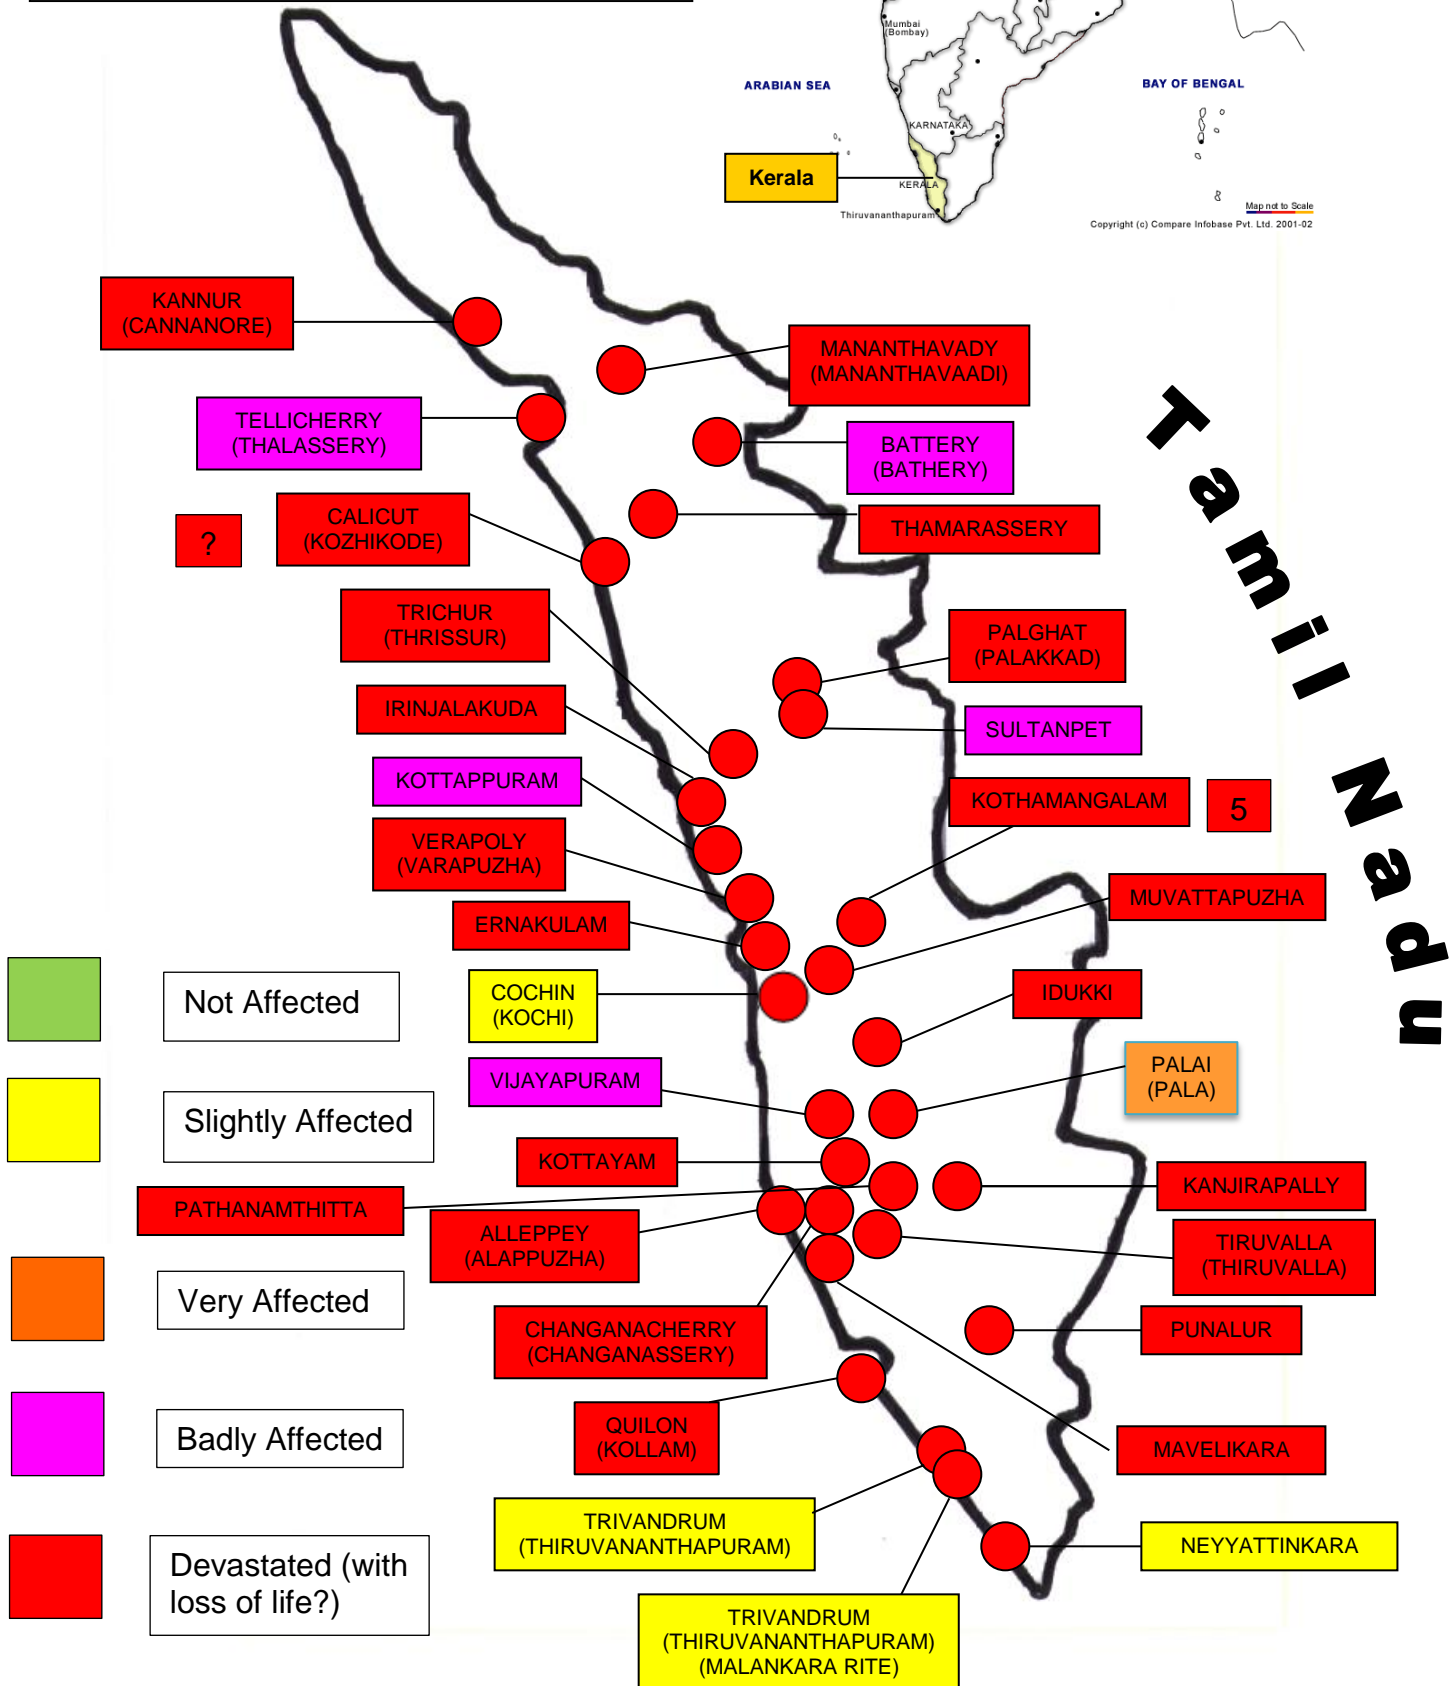 Mumbai
(Bombay)
ARABIAN SEA
BAY OF BENGAL
KARNATAKA
Kerala
KERALA
Thiruvananthapuram
Map not to Scale
Copyright (c) Compare Infobase Pvt. Ltd. 2001-02
KANNUR
(CANNANORE)
MANANTHAVADY
(MANANTHAVAADI)
TELLICHERRY
(THALASSERY)
BATTERY
(BATHERY)
Tamil Nadu
?
CALICUT
(KOZHIKODE)
THAMARASSERY
TRICHUR
(THRISSUR)
PALGHAT
(PALAKKAD)
IRINJALAKUDA
SULTANPET
KOTTAPPURAM
KOTHAMANGALAM
5
VERAPOLY
(VARAPUZHA)
MUVATTAPUZHA
ERNAKULAM
Not Affected
COCHIN
(KOCHI)
IDUKKI
VIJAYAPURAM
PALAI
(PALA)
Slightly Affected
KOTTAYAM
KANJIRAPALLY
PATHANAMTHITTA
ALLEPPEY
(ALAPPUZHA)
TIRUVALLA
(THIRUVALLA)
Very Affected
CHANGANACHERRY
(CHANGANASSERY)
PUNALUR
Badly Affected
QUILON
(KOLLAM)
MAVELIKARA
TRIVANDRUM
(THIRUVANANTHAPURAM)
NEYYATTINKARA
Devastated (with
loss of life?)
TRIVANDRUM
(THIRUVANANTHAPURAM)
(MALANKARA RITE)